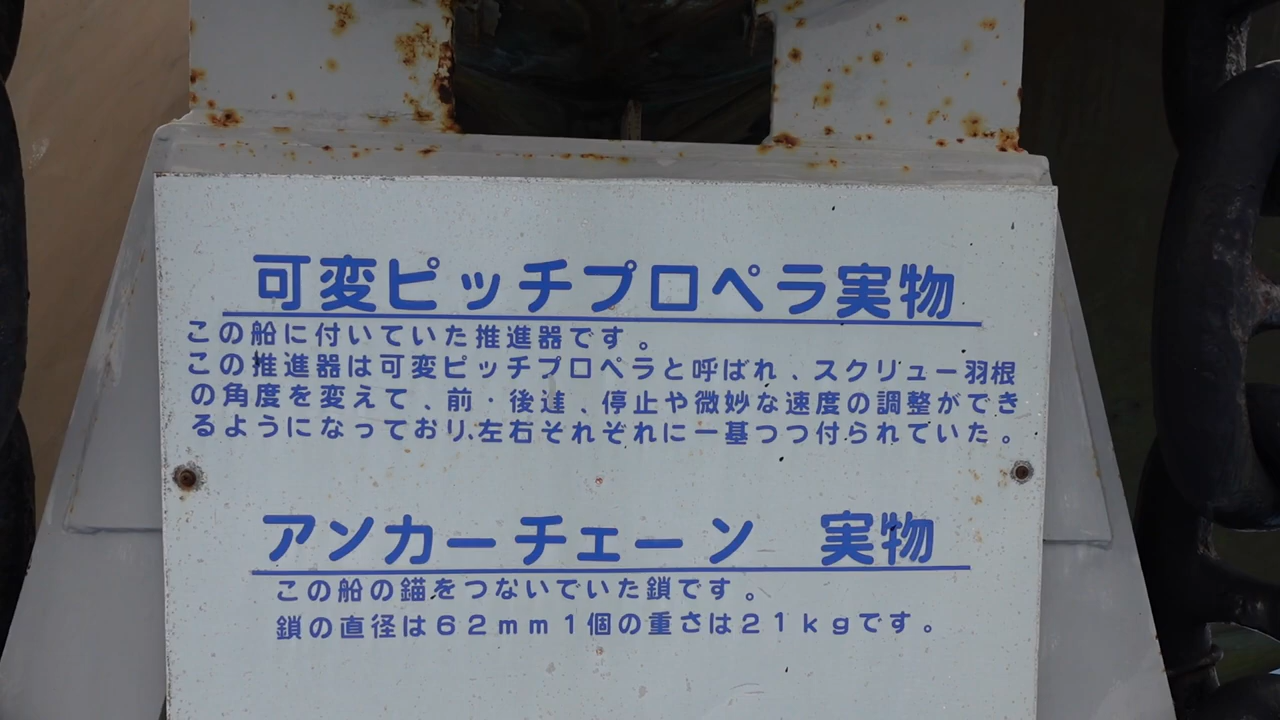 可変ピッチプロペラ実物
この船に付いていた推進器です。
この推進器は可変ピッチプロペラと呼ばれ、スクリュー羽根
の角度を変えて、前・後進、停止や微妙な速度の調整ができ
るようになっており、左右それぞれに一基つつ付られていた。
アンカーチェーン　実物
この船の錨をつないでいた鎖です。
鎖の直径は６２ｍｍ１個の重さは２１ｋｇです。